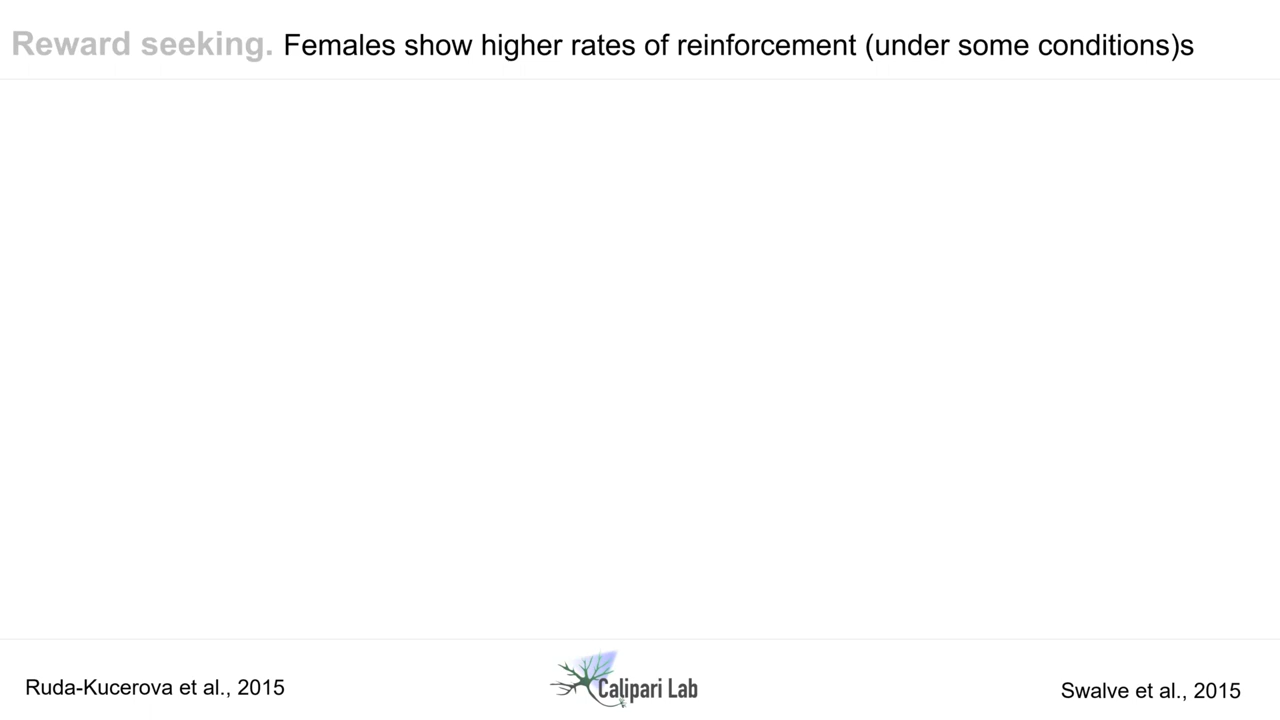 Reward seeking. Females show higher rates of reinforcement (under some conditions)s
Ruda-Kucerova et al., 2015
Calipari Lab
Swalve et al., 2015